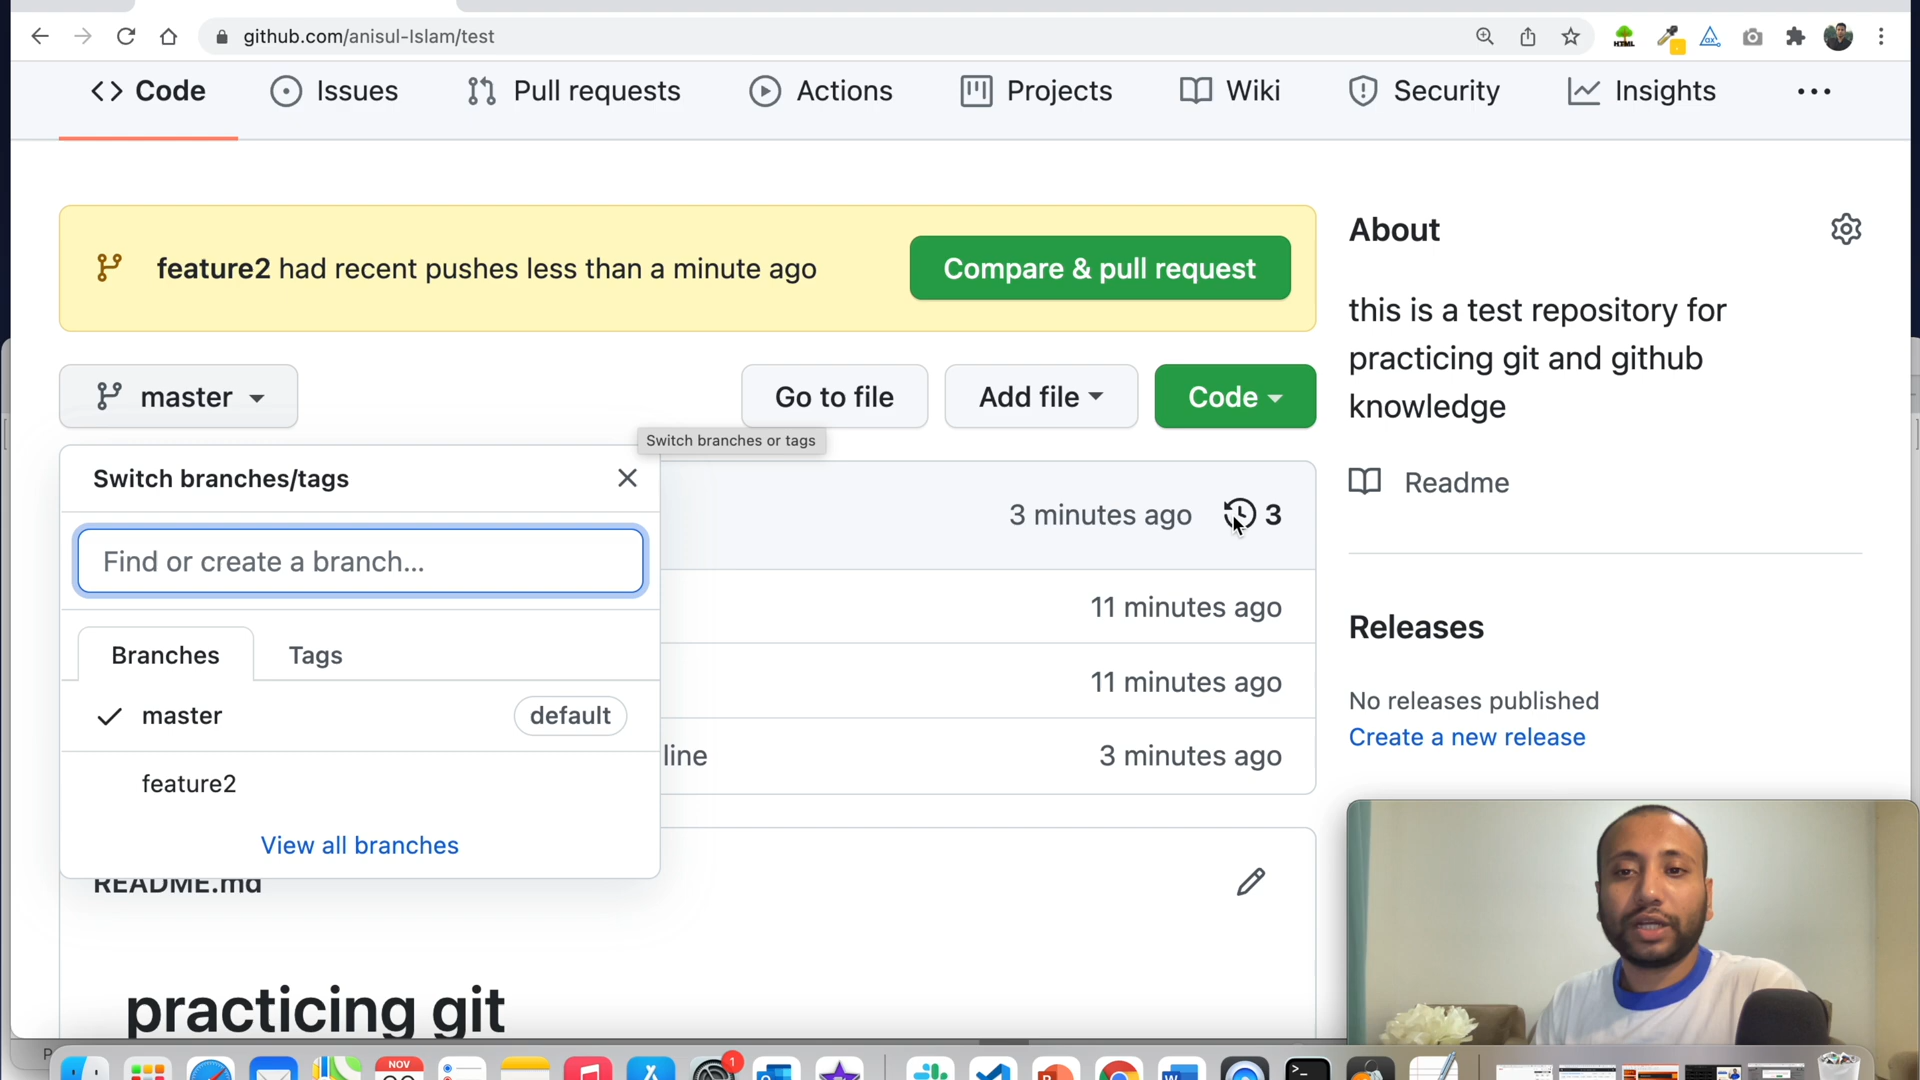 github.com/anisul-Islam/test
Code
Issues
Pull requests
Actions
Projects
Wiki
Security
Insights
feature2 had recent pushes less than a minute ago
Compare & pull request
master
Go to file
Add file
Code
Switch branches or tags
Switch branches/tags
Find or create a branch...
Branches
Tags
master
default
feature2
View all branches
3 minutes ago
3
11 minutes ago
11 minutes ago
line
3 minutes ago
README.md
practicing git
About
this is a test repository for
practicing git and github
knowledge
Readme
Releases
No releases published
Create a new release
NOV
1